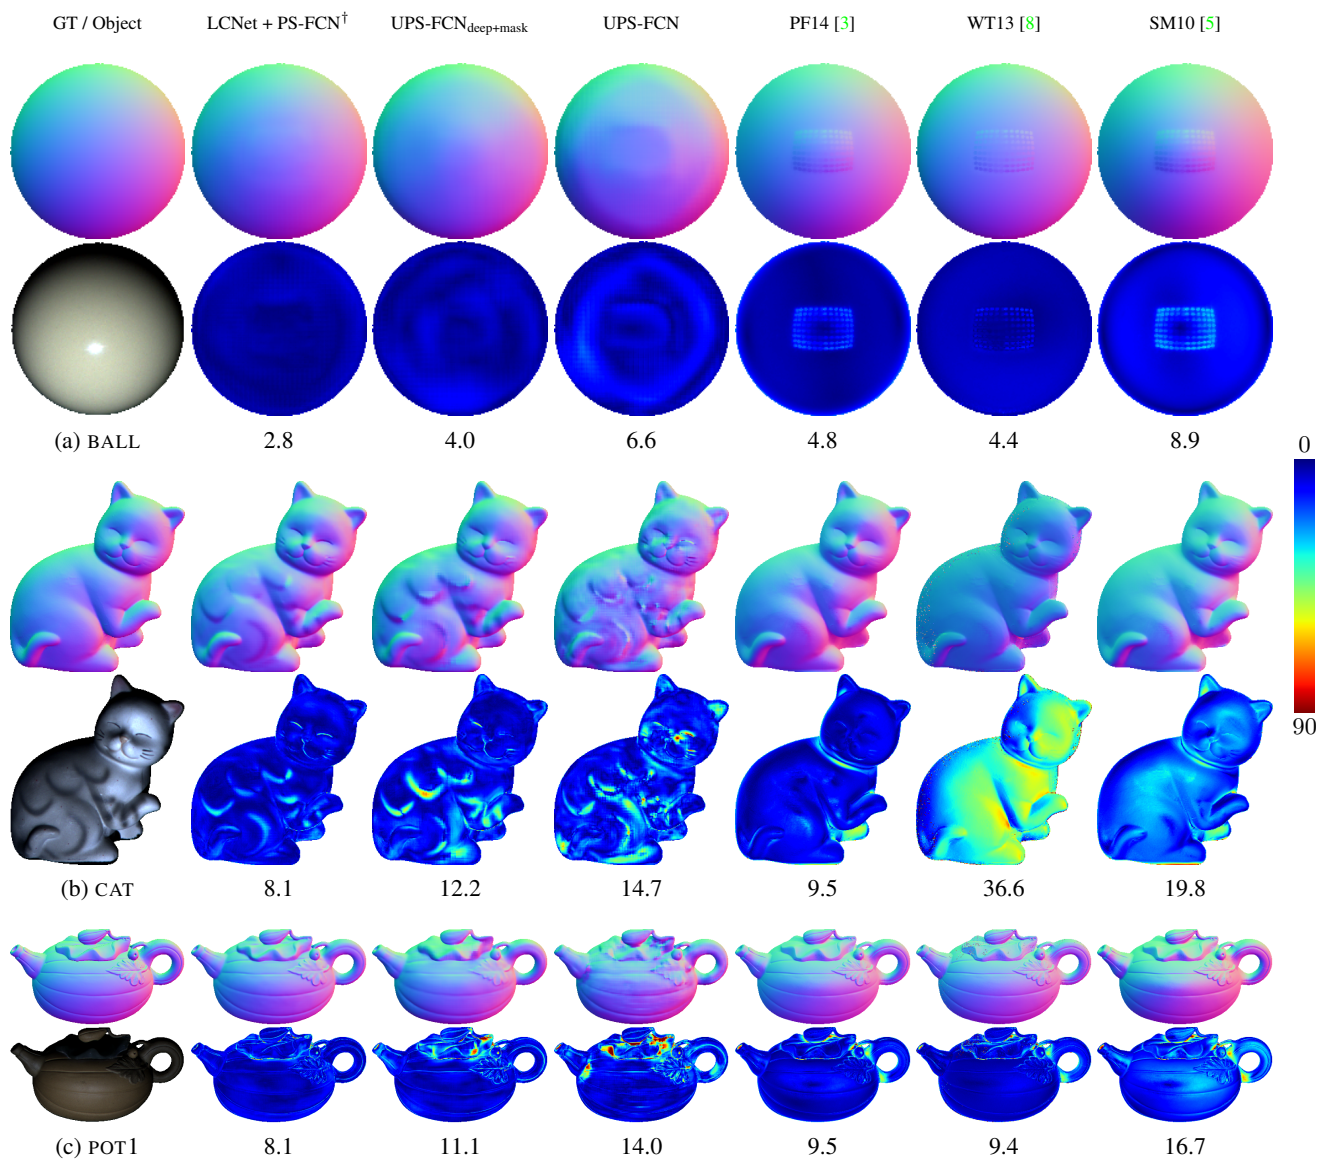 GT / Object LCNet + PS-FCN† UPS-FCNdeep+mask UPS-FCN PF14 [3] WT13 [8] SM10 [5]
(a) BALL 2.8 4.0 6.6 4.8 4.4 8.9
0
90
(b) CAT 8.1 12.2 14.7 9.5 36.6 19.8
(c) POT1 8.1 11.1 14.0 9.5 9.4 16.7